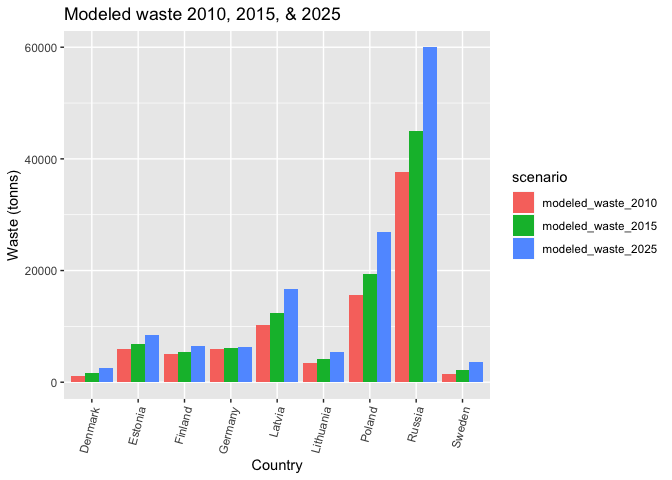 Modeled waste 2010, 2015, & 2025
60000
40000
20000
0
Waste (tonns)
Denmark
Estonia
Finland
Germany
Latvia
Lithuania
Poland
Russia
Sweden
Country
scenario
modeled_waste_2010
modeled_waste_2015
modeled_waste_2025